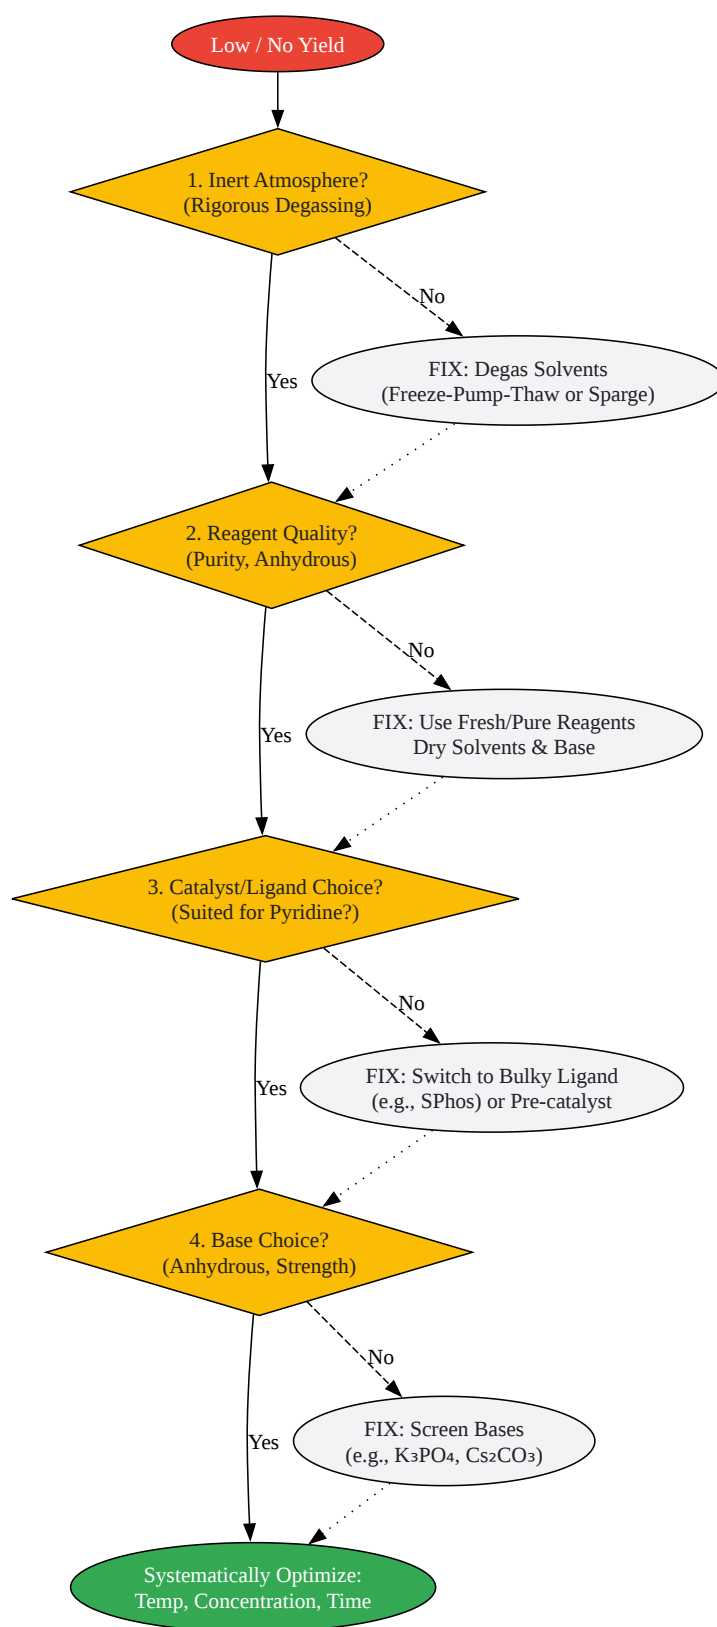 Low / No Yield
1. Inert Atmosphere?
(Rigorous Degassing)
No
FIX: Degas Solvents
(Freeze-Pump-Thaw or Sparge)
Yes
2. Reagent Quality?
(Purity, Anhydrous)
No
FIX: Use Fresh/Pure Reagents
Dry Solvents & Base
Yes
3. Catalyst/Ligand Choice?
(Suited for Pyridine?)
No
FIX: Switch to Bulky Ligand
(e.g., SPhos) or Pre-catalyst
Yes
4. Base Choice?
(Anhydrous, Strength)
No
FIX: Screen Bases
(e.g., K₃PO₄, Cs₂CO₃)
Yes
Systematically Optimize:
Temp, Concentration, Time